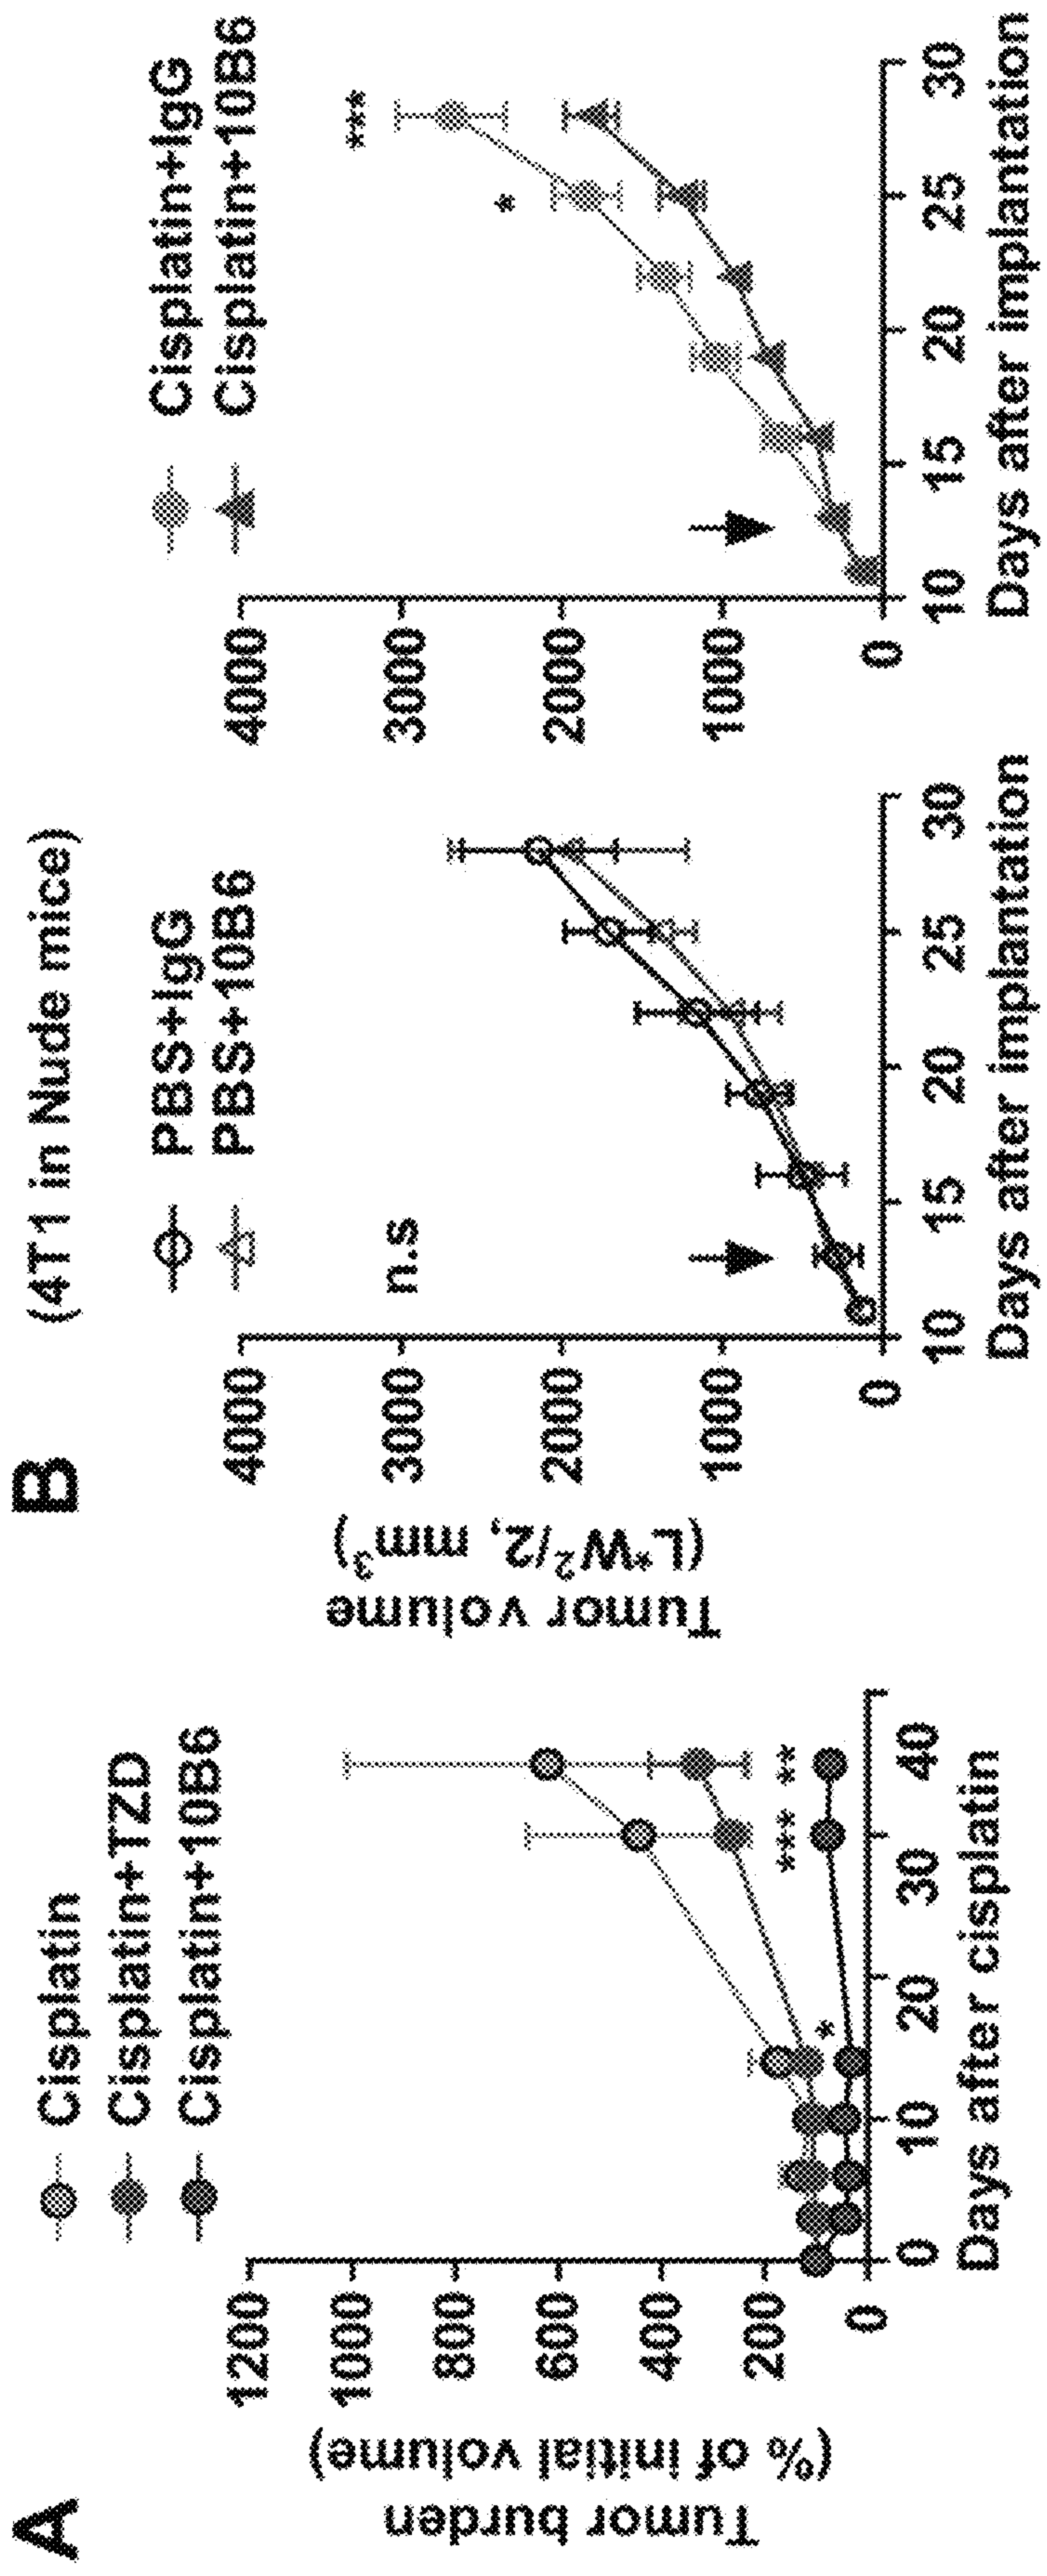 A
Cisplatin
Cisplatin+TZD
Cisplatin+10B6
Tumor burden
(% of initial volume)
1200
1000
800
600
400
200
0
*
***
**
0
10
20
30
40
Days after cisplatin
B
(4T1 in Nude mice)
PBS+IgG
PBS+10B6
Tumor volume
(L*W²/2, mm³)
4000
3000
2000
1000
0
n.s
10
15
20
25
30
Days after implantation
Cisplatin+IgG
Cisplatin+10B6
4000
3000
2000
1000
0
*
***
10
15
20
25
30
Days after implantation